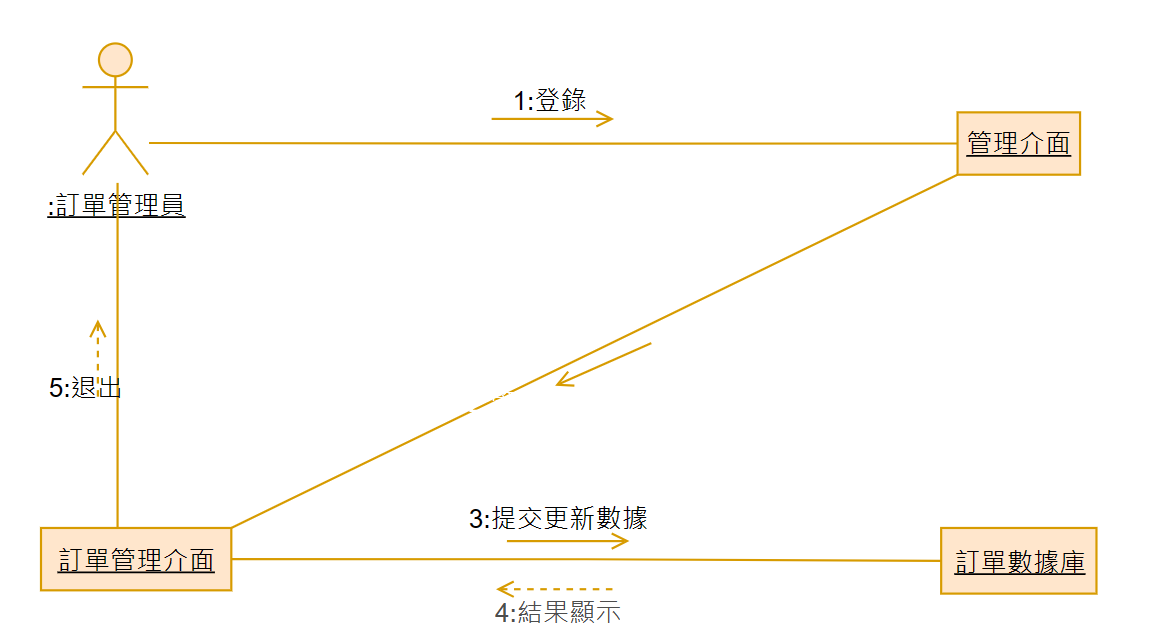 1:登錄
管理介面
:訂單管理員
5:退出
3:提交更新數據
訂單管理介面
訂單數據庫
4:結果顯示